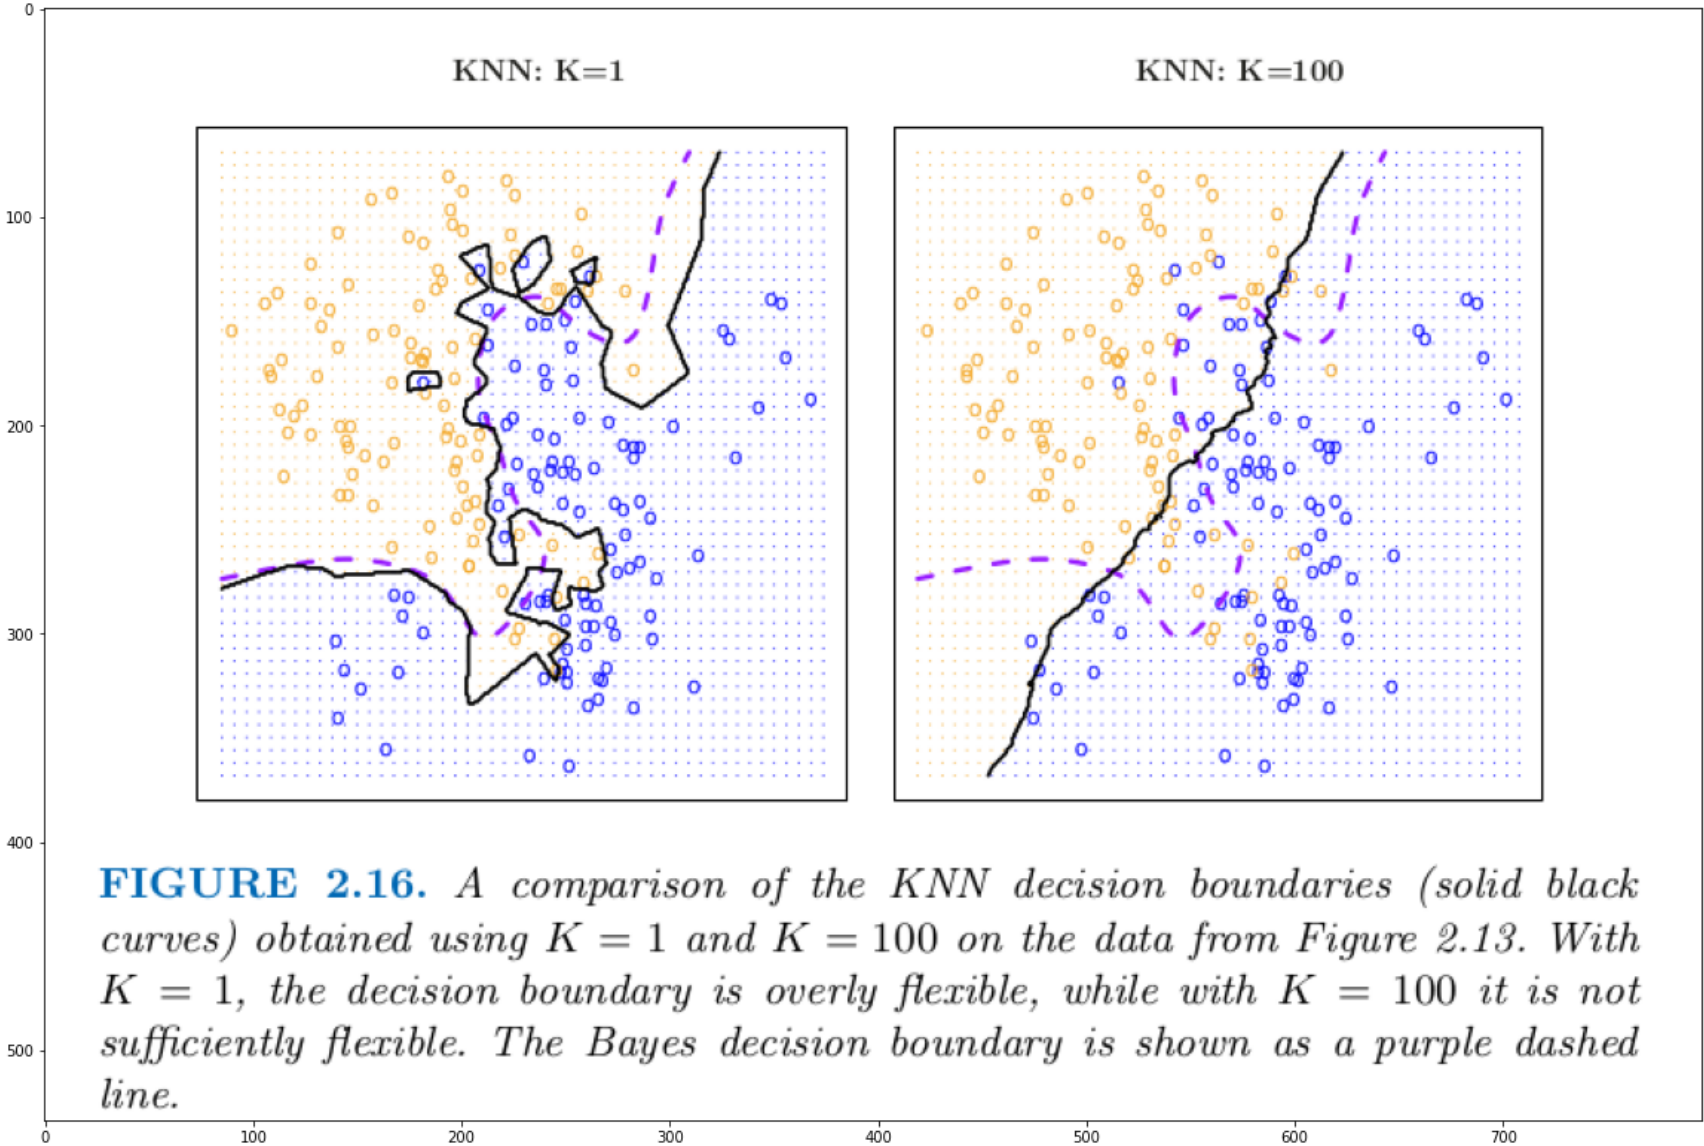 0
KNN: K=1
KNN: K=100
100
200
300
400
FIGURE 2.16. A comparison of the KNN decision boundaries (solid black
curves) obtained using K = 1 and K = 100 on the data from Figure 2.13. With
K = 1, the decision boundary is overly flexible, while with K = 100 it is not
sufficiently flexible. The Bayes decision boundary is shown as a purple dashed
line.
500
0 100 200 300 400 500 600 700